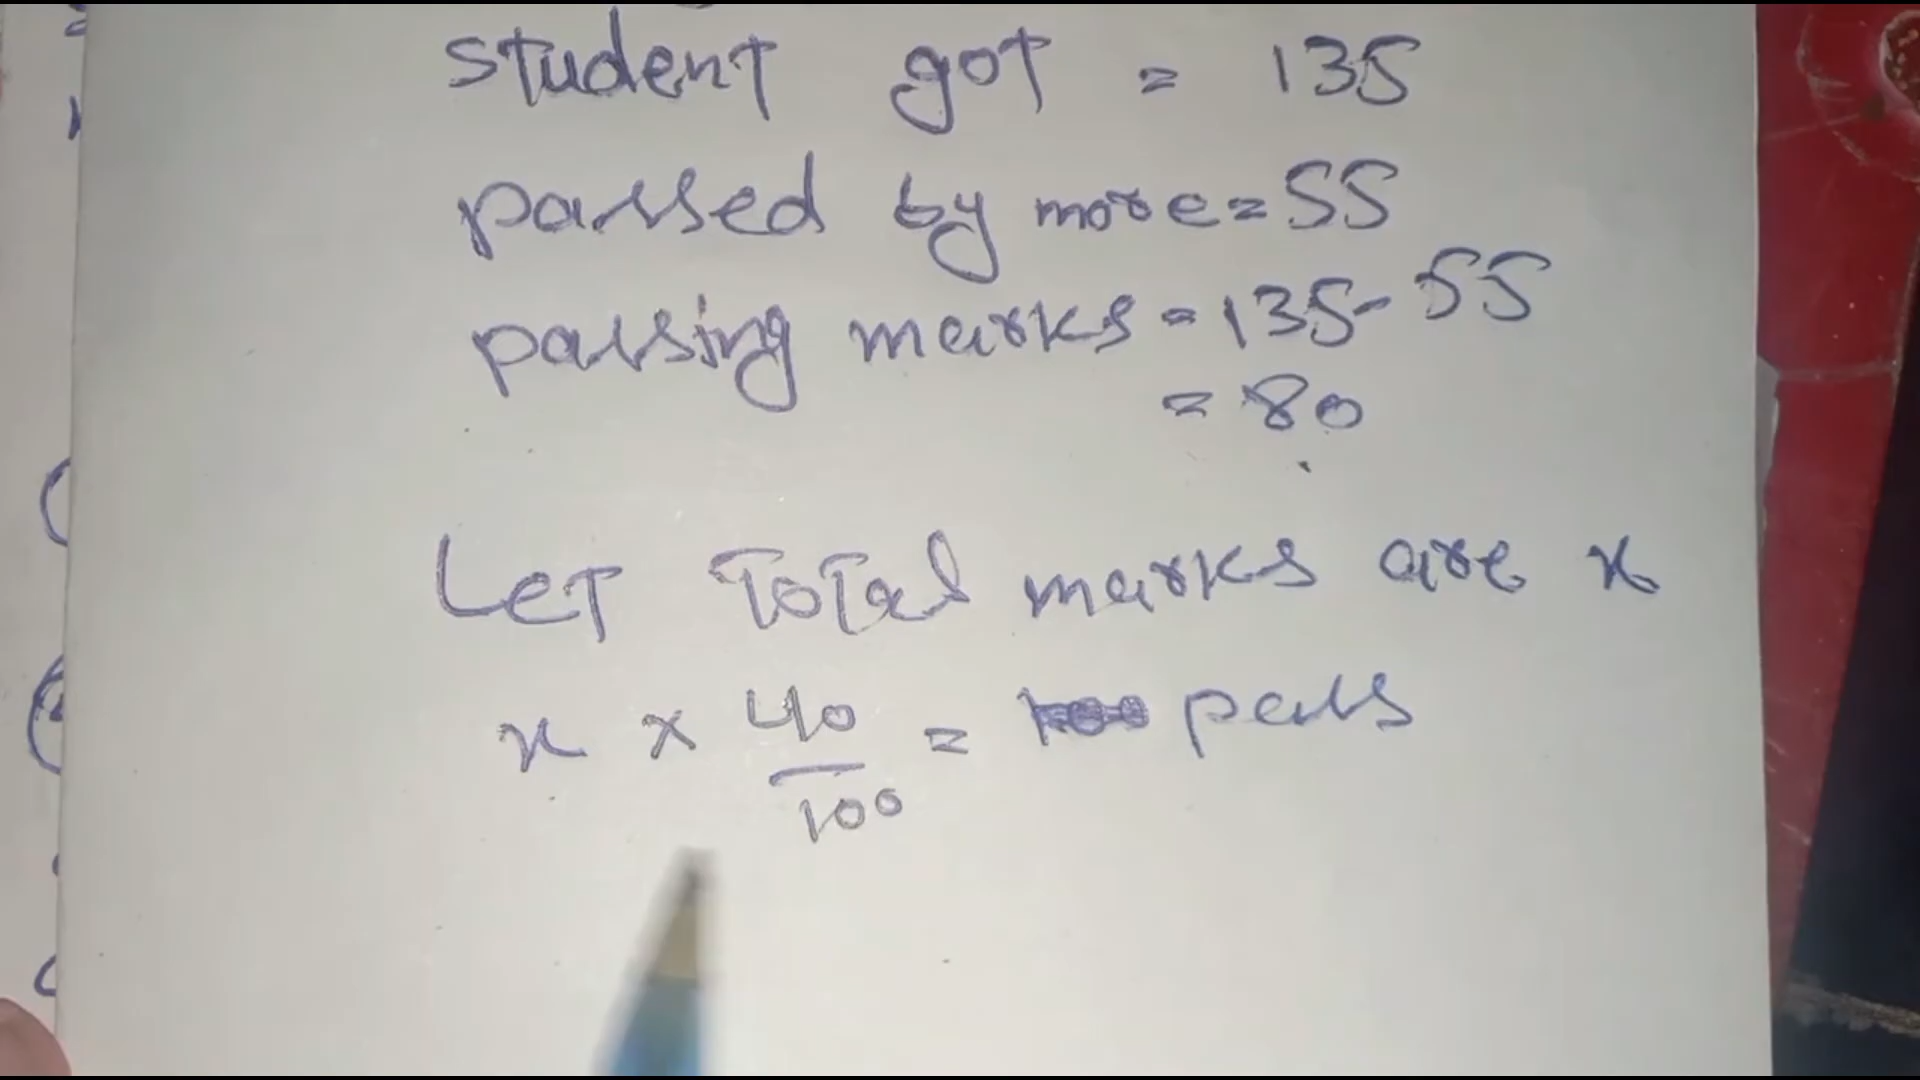 student got = 135
passed by more = 55
passing marks = 135 - 55
= 80
Let Total marks are x
x × 40/100 = pass